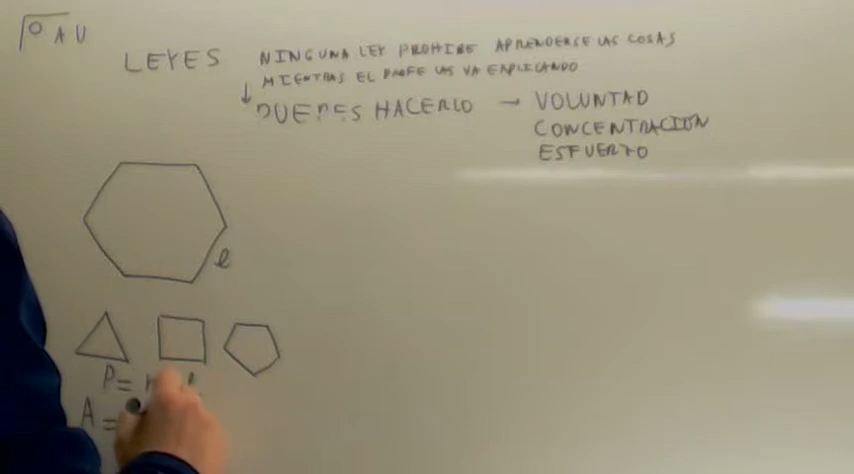 O A U
LEYES
NINGUNA LEY PROHIBE APRENDERSE LAS COSAS
MIENTRAS EL PROFE LAS VA EXPLICANDO
↓ PUEDES HACERLO → VOLUNTAD
CONCENTRACION
ESFUERZO
l
P=
A =